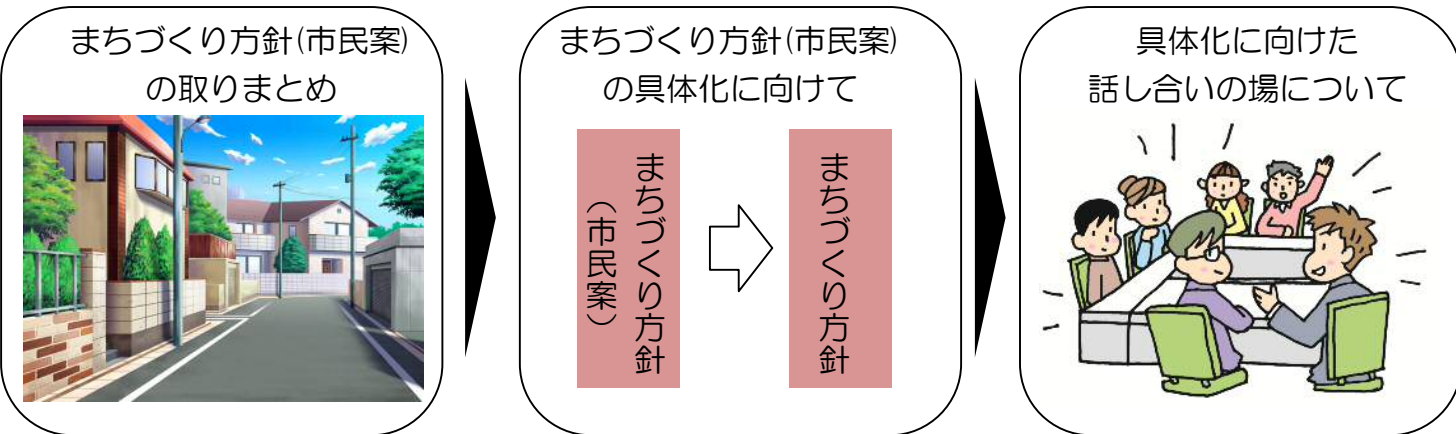 まちづくり方針(市民案)
の取りまとめ
まちづくり方針(市民案)
の具体化に向けて
まちづくり方針
（市民案）
まちづくり方針
具体化に向けた
話し合いの場について